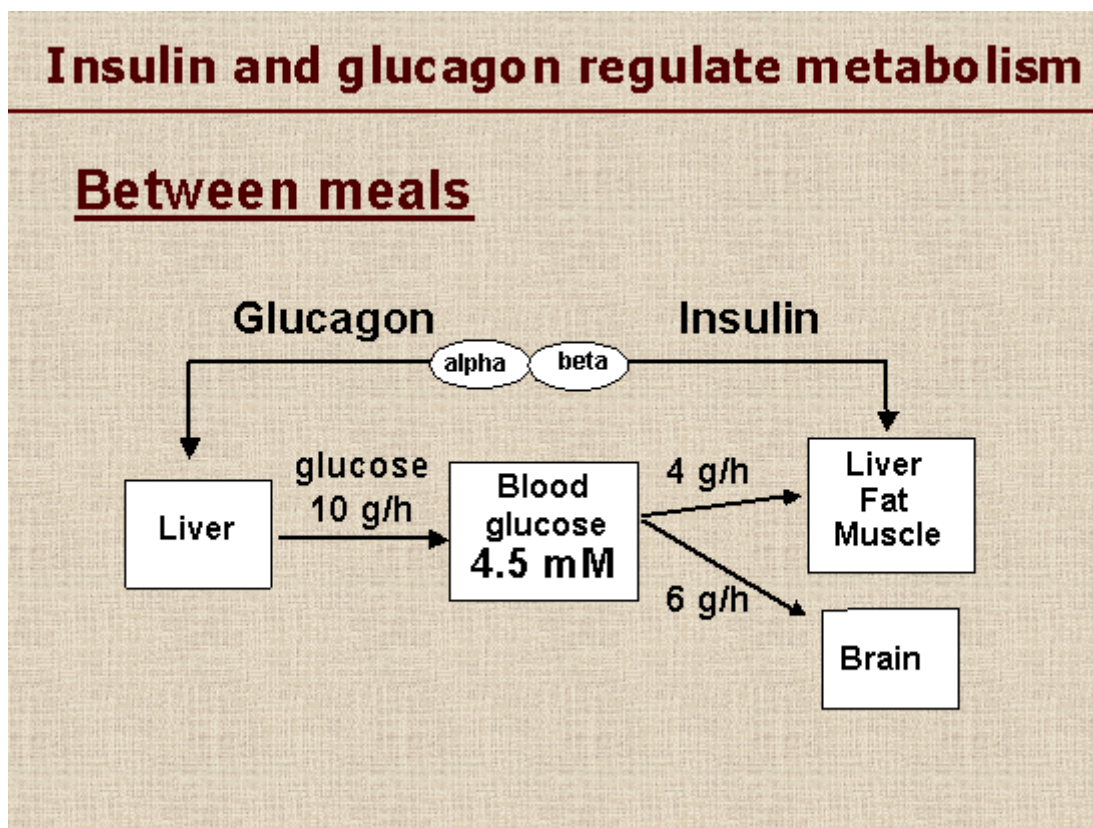 Insulin and glucagon regulate metabolism
Between meals
Glucagon
Insulin
alpha
beta
Liver
glucose
10 g/h
Blood
glucose
4.5 mM
4 g/h
6 g/h
Liver
Fat
Muscle
Brain